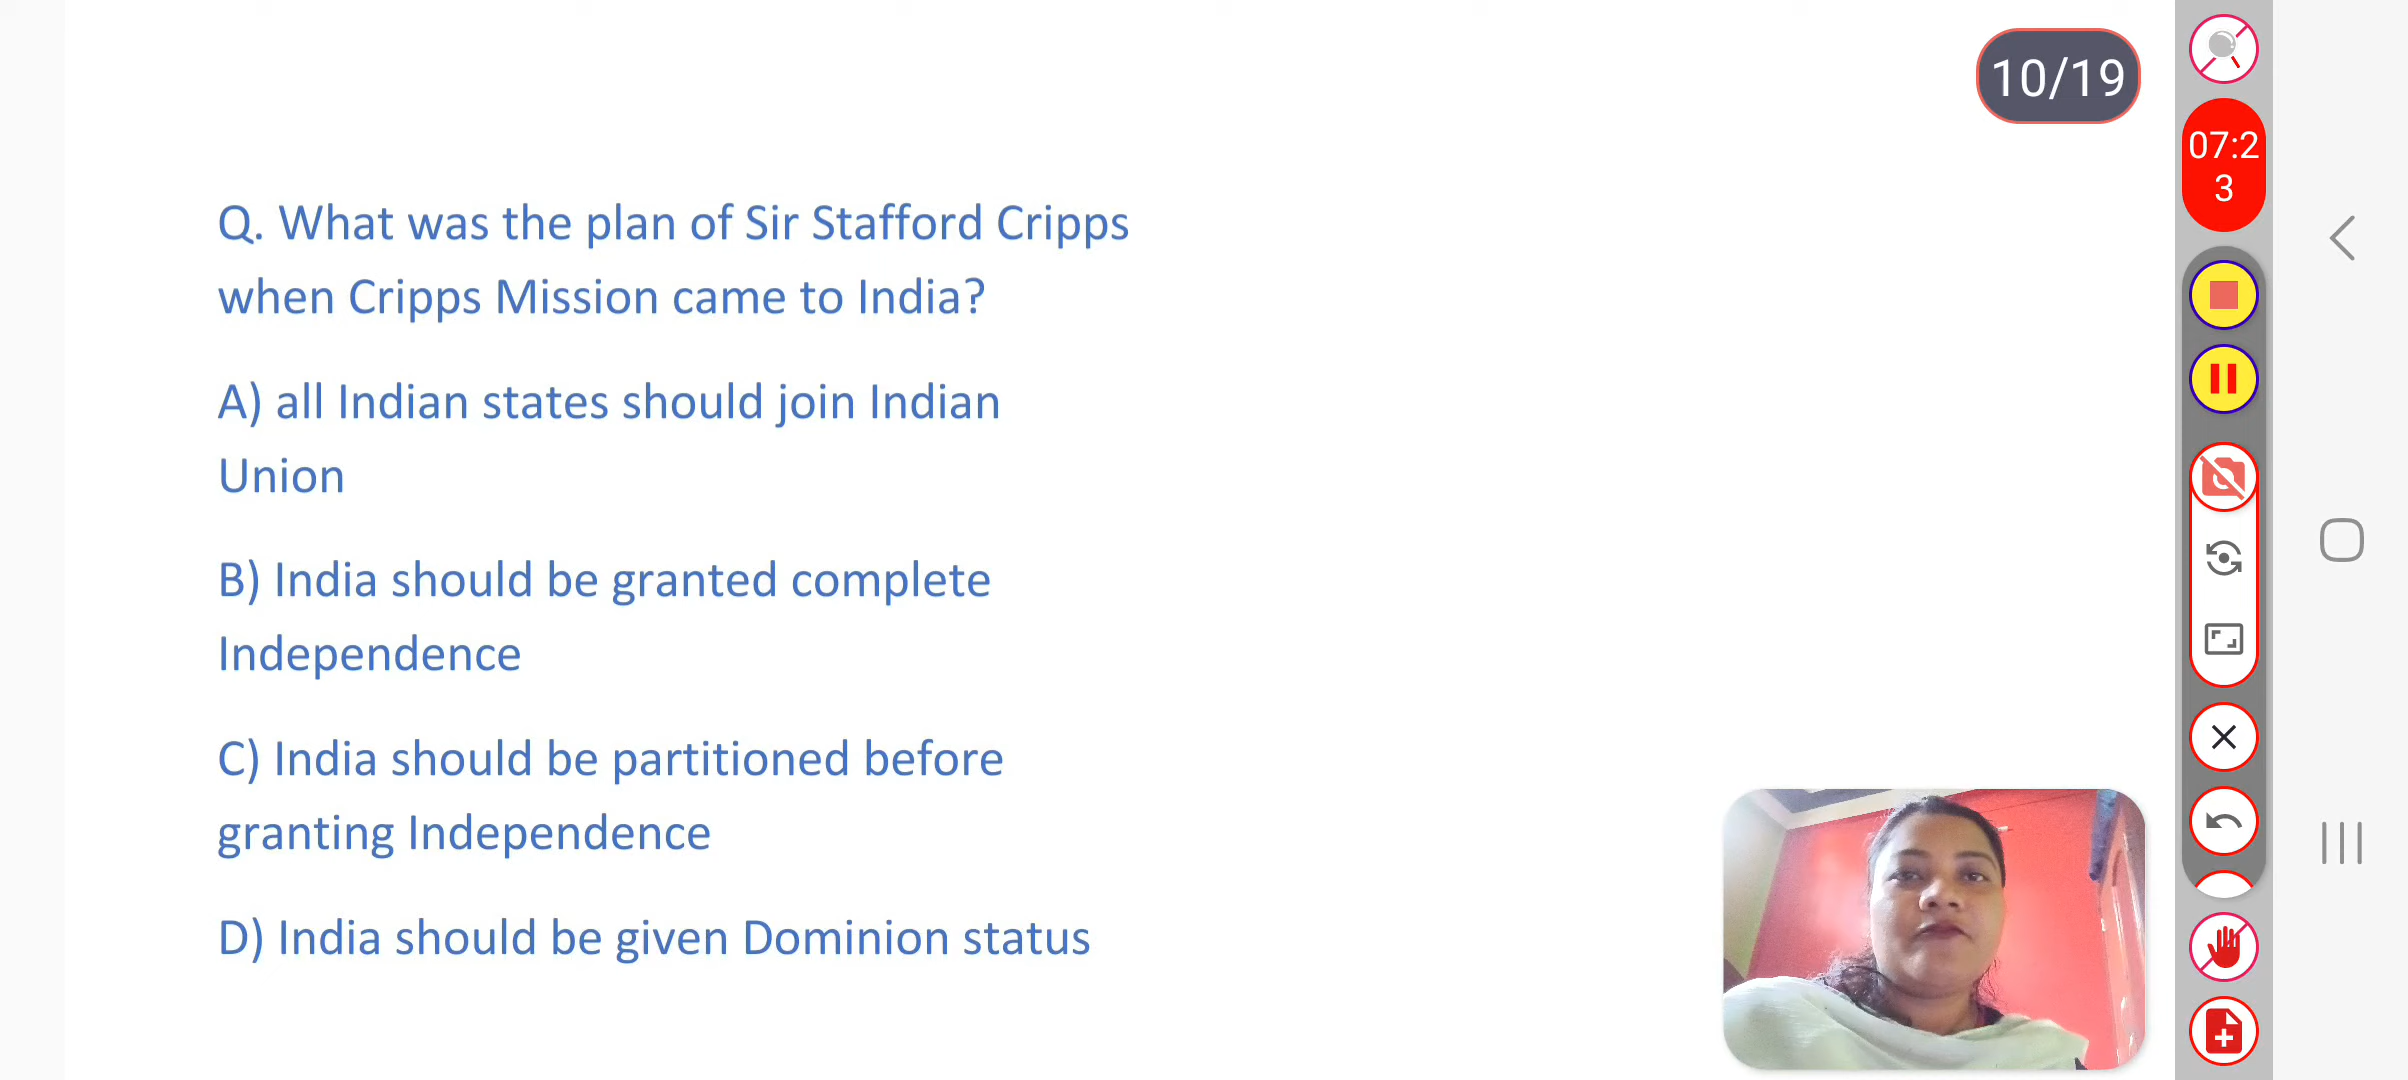 10/19
07:2
3
Q. What was the plan of Sir Stafford Cripps
when Cripps Mission came to India?
A) all Indian states should join Indian
Union
B) India should be granted complete
Independence
C) India should be partitioned before
granting Independence
D) India should be given Dominion status